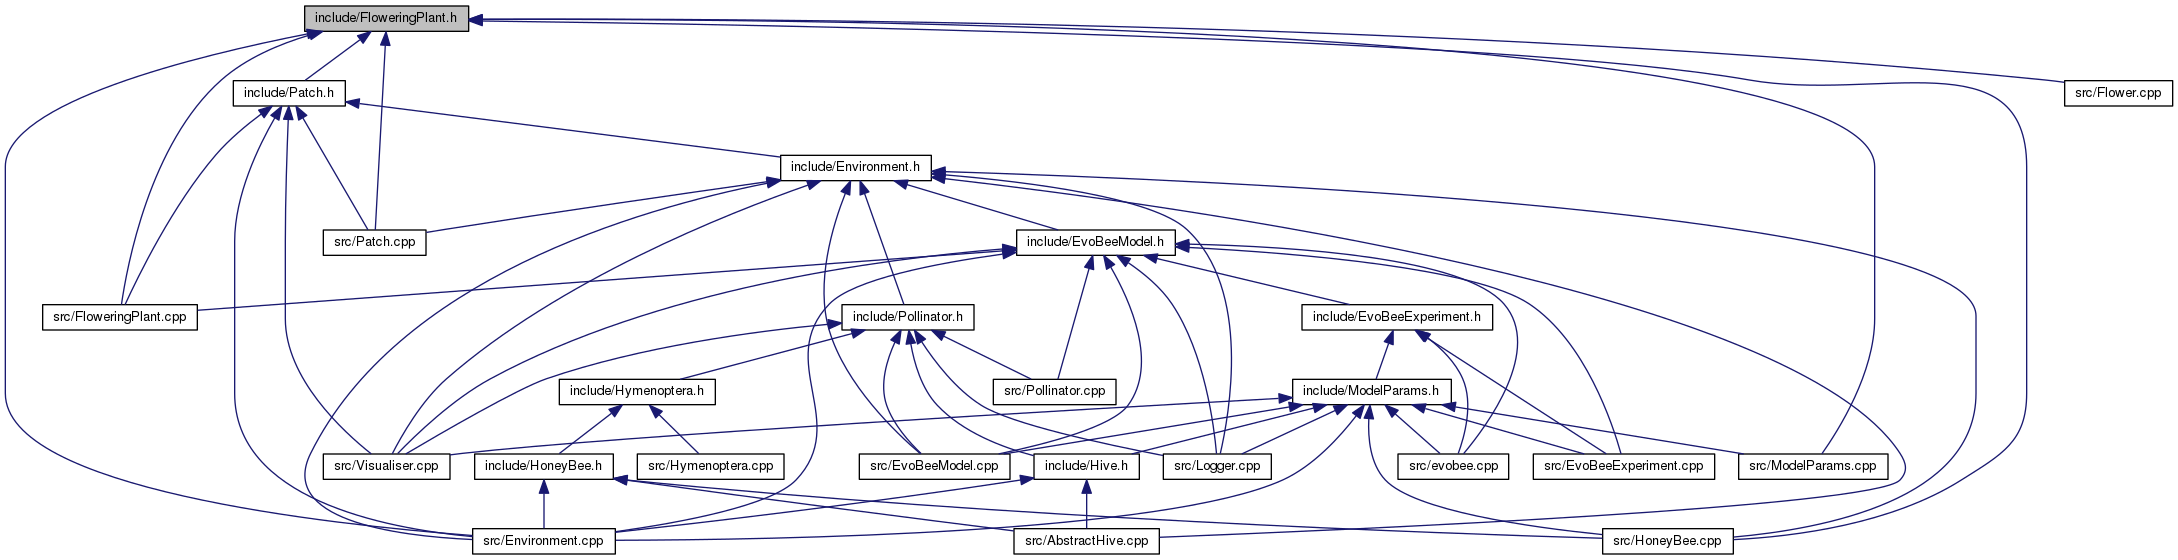 include/FloweringPlant.h
include/Patch.h
src/Flower.cpp
include/Environment.h
src/Patch.cpp
include/EvoBeeModel.h
src/FloweringPlant.cpp
include/Pollinator.h
include/EvoBeeExperiment.h
include/Hymenoptera.h
src/Pollinator.cpp
include/ModelParams.h
src/Visualiser.cpp
include/HoneyBee.h
src/Hymenoptera.cpp
src/EvoBeeModel.cpp
include/Hive.h
src/Logger.cpp
src/evobee.cpp
src/EvoBeeExperiment.cpp
src/ModelParams.cpp
src/Environment.cpp
src/AbstractHive.cpp
src/HoneyBee.cpp